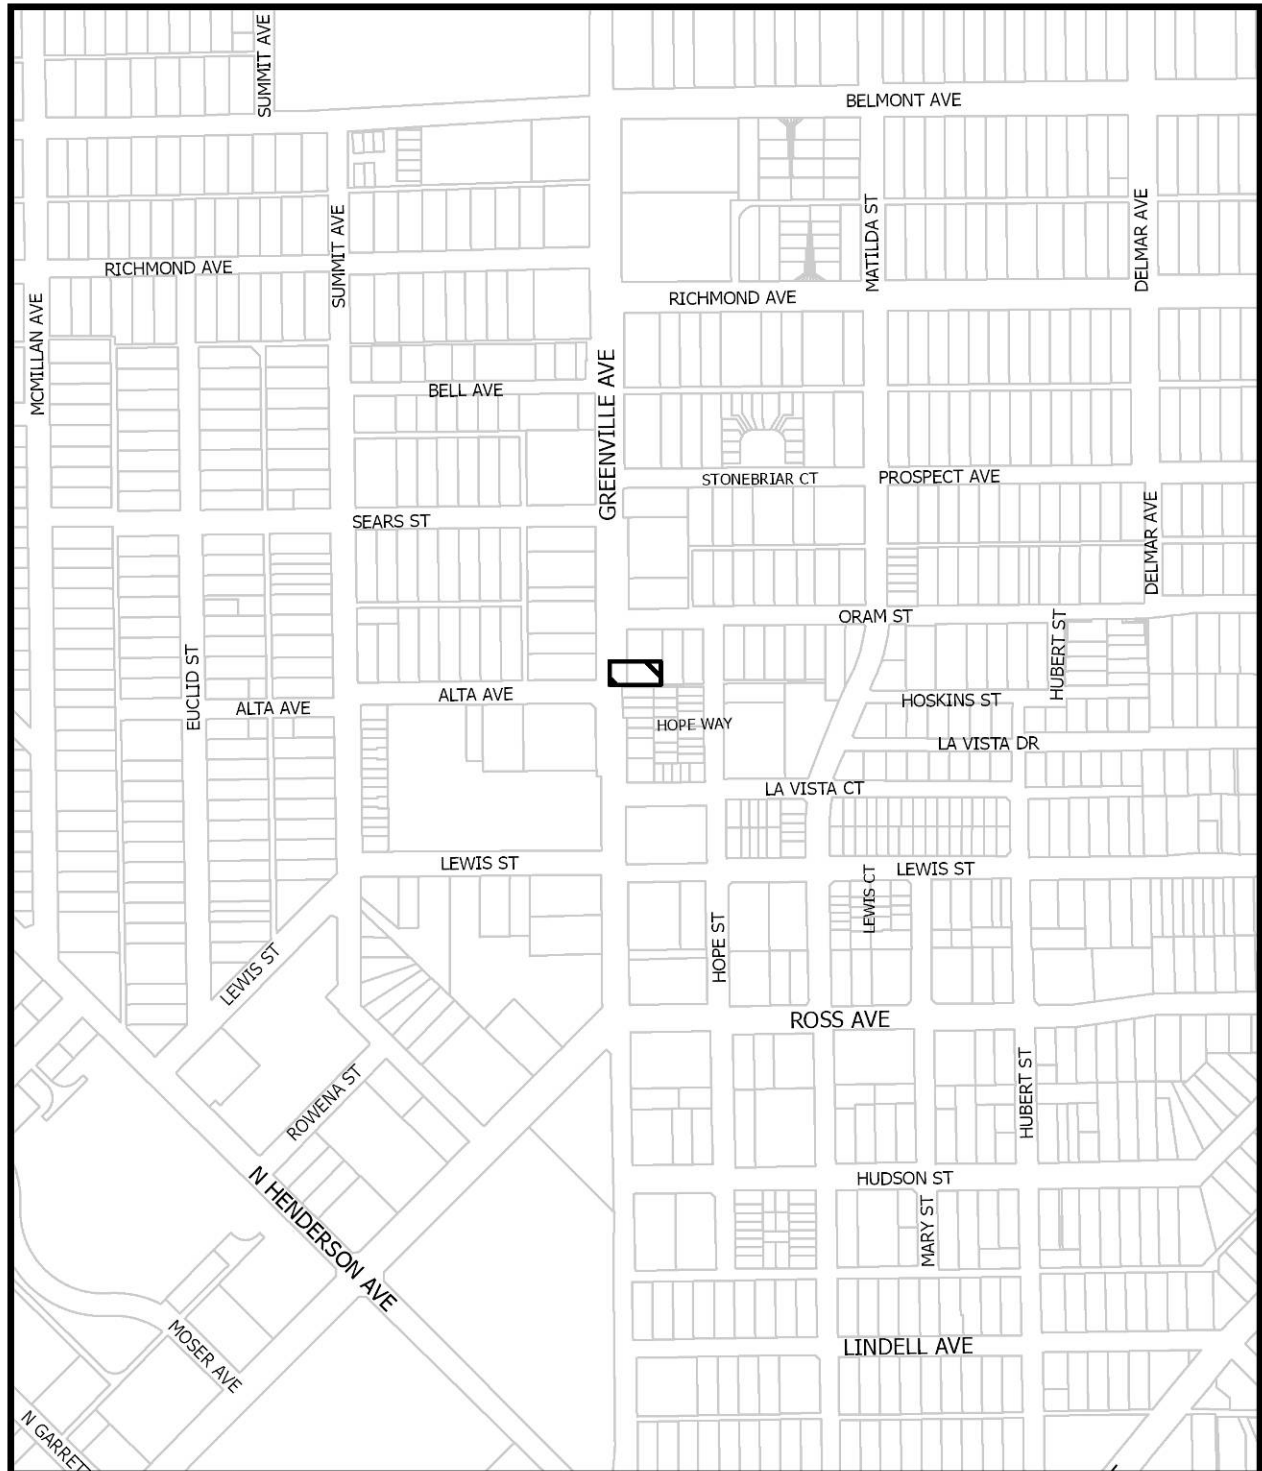 SUMMIT AVE
BELMONT AVE
SUMMIT AVE
MATILDA ST
DELMAR AVE
RICHMOND AVE
RICHMOND AVE
MCMILLAN AVE
GREENVILLE AVE
BELL AVE
STONEBRIAR CT
PROSPECT AVE
SEARS ST
DELMAR AVE
ORAM ST
HUBERT ST
EUCLID ST
ALTA AVE
ALTA AVE
HOSKINS ST
HOPE WAY
LA VISTA DR
LA VISTA CT
LEWIS ST
LEWIS ST
LEWIS CT
HOPE ST
LEWIS ST
ROSS AVE
ROWENA ST
HUBERT ST
N HENDERSON AVE
HUDSON ST
MARY ST
MOSER AVE
LINDELL AVE
N GARRET